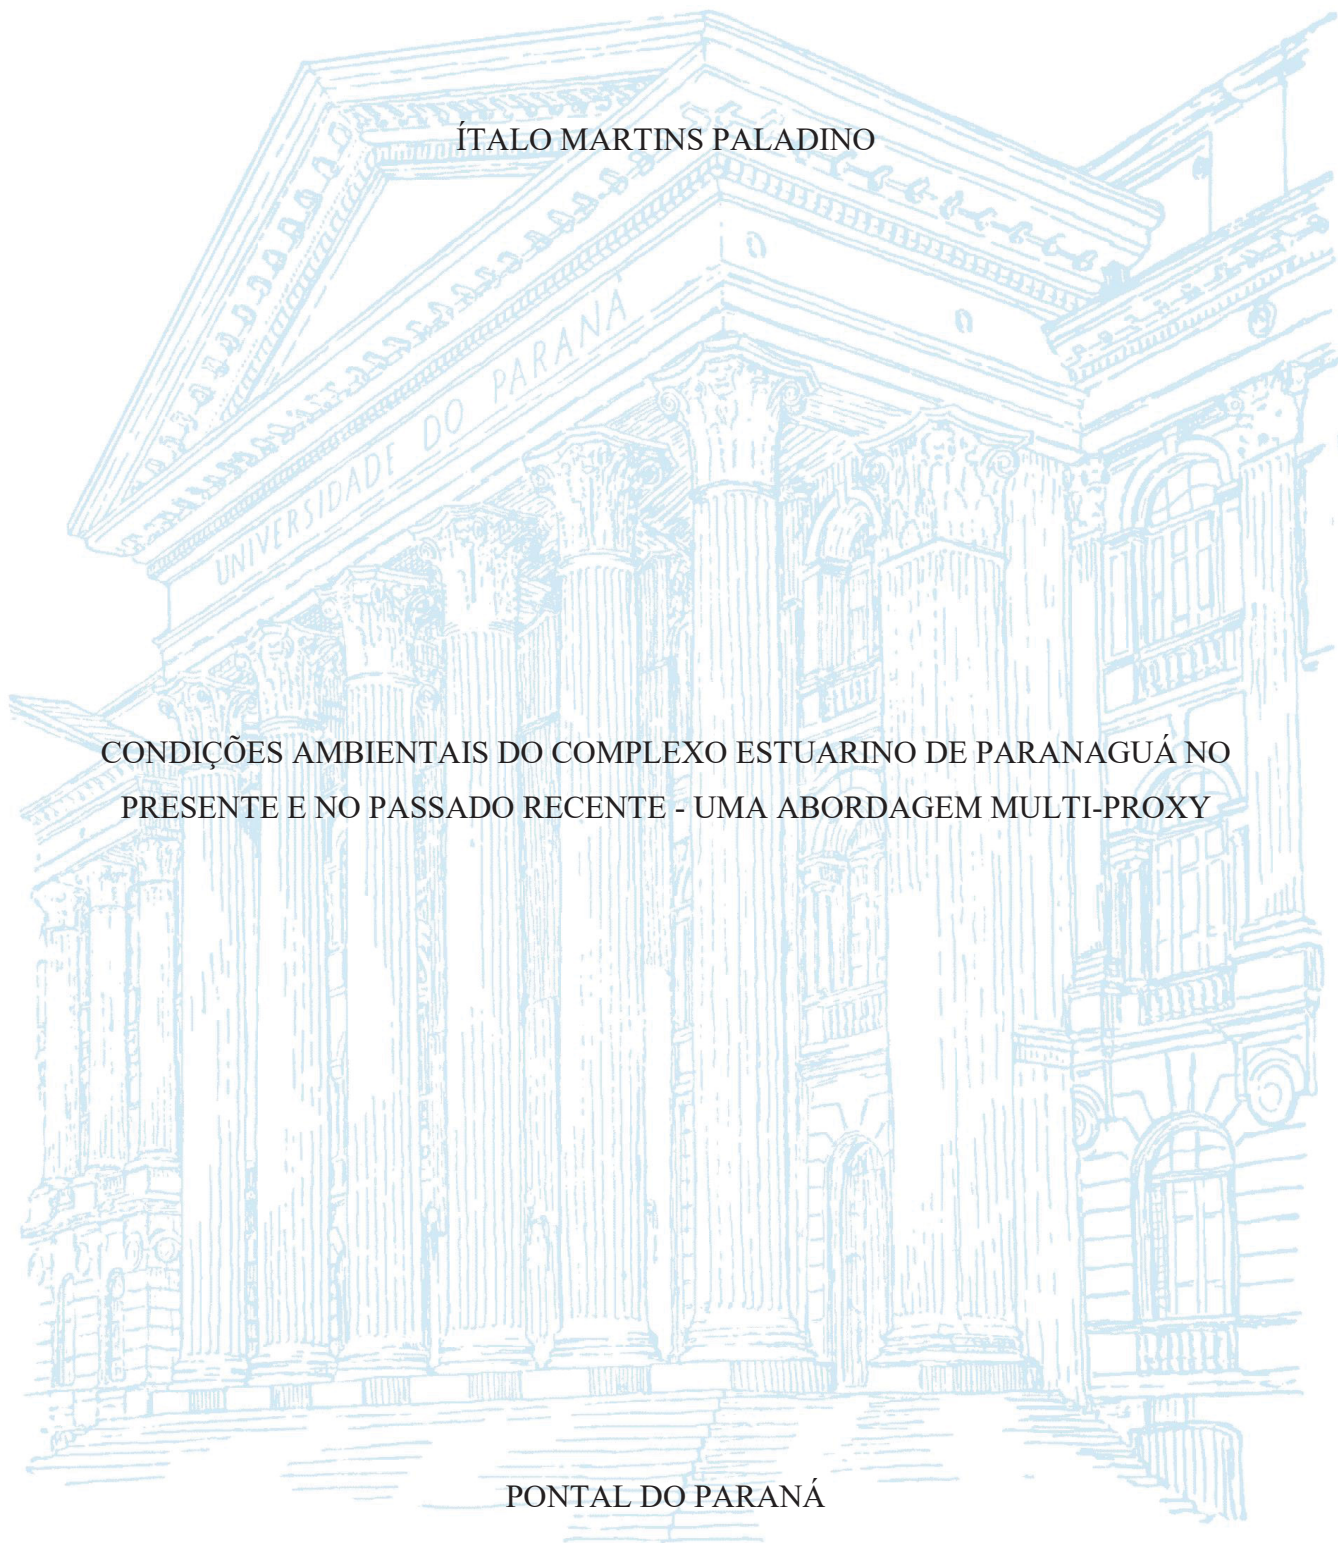 ÍTALO MARTINS PALADINO
UNIVERSIDADE DO PARANÁ
CONDIÇÕES AMBIENTAIS DO COMPLEXO ESTUARINO DE PARANAGUÁ NO
PRESENTE E NO PASSADO RECENTE - UMA ABORDAGEM MULTI-PROXY
PONTAL DO PARANÁ